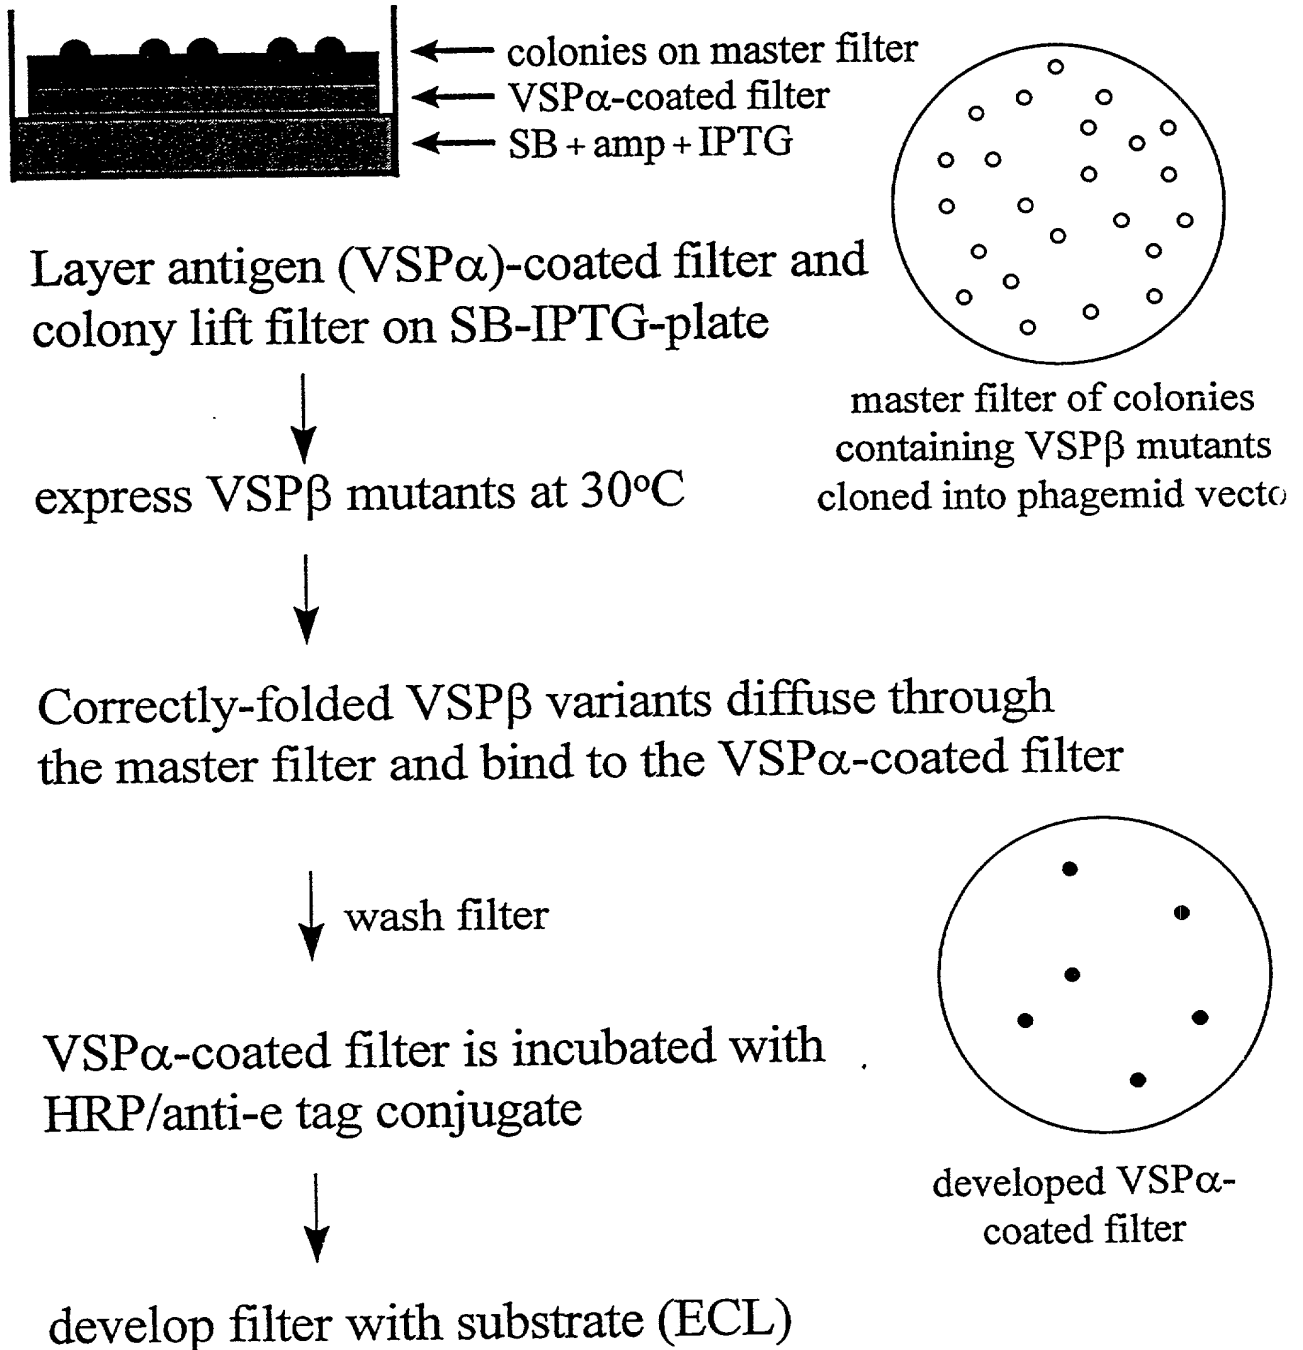 colonies on master filter
VSPα-coated filter
SB + amp + IPTG
Layer antigen (VSPα)-coated filter and
colony lift filter on SB-IPTG-plate
master filter of colonies
containing VSPβ mutants
cloned into phagemid vecto
express VSPβ mutants at 30ºC
Correctly-folded VSPβ variants diffuse through
the master filter and bind to the VSPα-coated filter
wash filter
VSPα-coated filter is incubated with
HRP/anti-e tag conjugate
developed VSPα-
coated filter
develop filter with substrate (ECL)